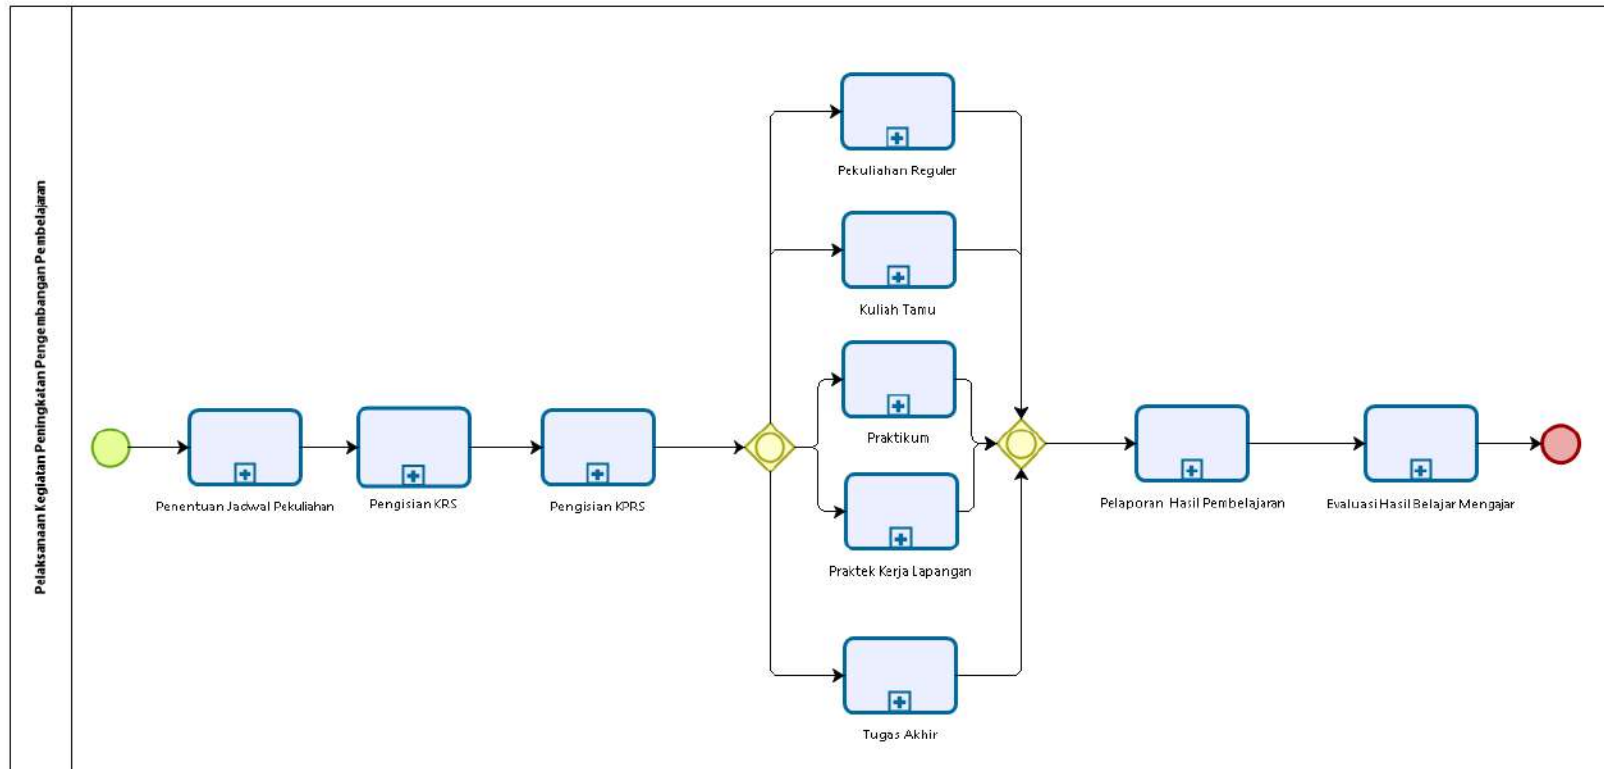 Pelaksanaan Kegiatan Peningkatan Pengembangan Pembelajaran
Penentuan Jadwal Pekuliahan
Pengisian KRS
Pengisian KPRS
Pekuliahan Reguler
Kuliah Tamu
Praktikum
Praktek Kerja Lapangan
Tugas Akhir
Pelaporan Hasil Pembelajaran
Evaluasi Hasil Belajar Mengajar